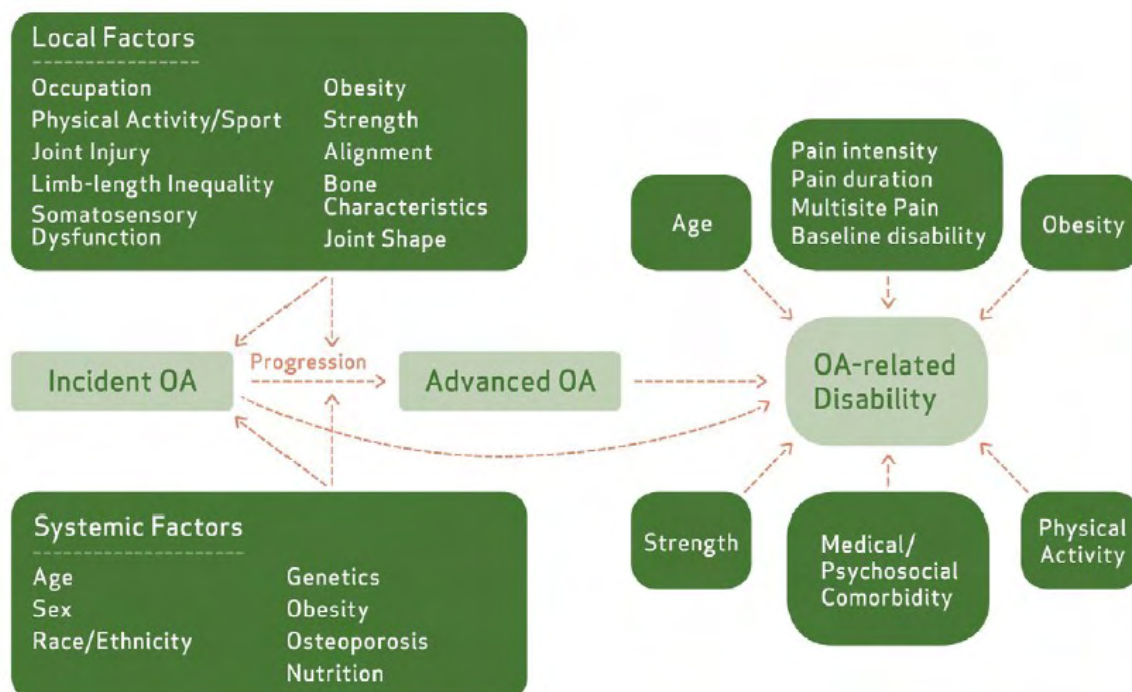 Local Factors
Occupation
Physical Activity/Sport
Joint Injury
Limb-length Inequality
Somatosensory
Dysfunction
Obesity
Strength
Alignment
Bone
Characteristics
Joint Shape
Incident OA
Progression
Advanced OA
Systemic Factors
Age
Sex
Race/Ethnicity
Genetics
Obesity
Osteoporosis
Nutrition
Age
Pain intensity
Pain duration
Multisite Pain
Baseline disability
Obesity
OA-related
Disability
Strength
Medical/
Psychosocial
Comorbidity
Physical
Activity